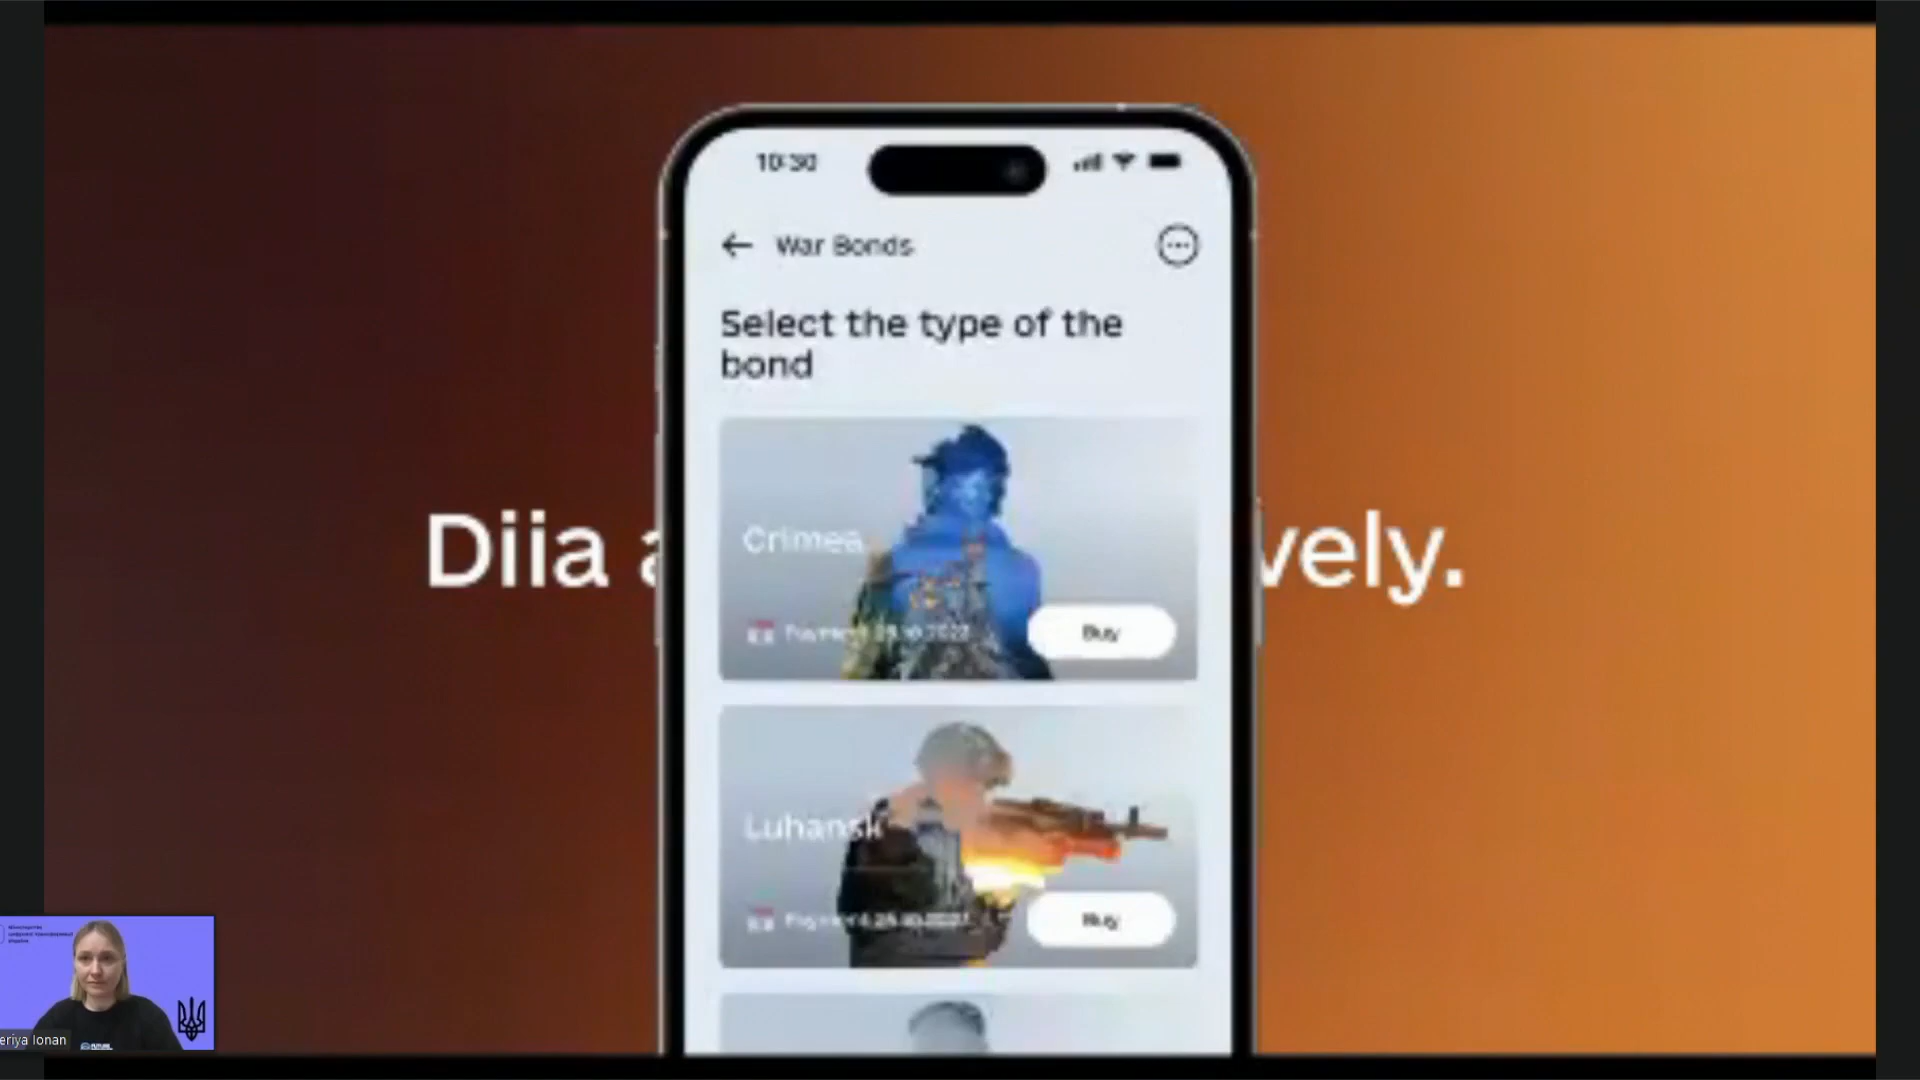 10:30
War Bonds
Select the type of the
bond
Crimea
Buy
Diia
vely.
Luhansk
Buy
eriya Ionan